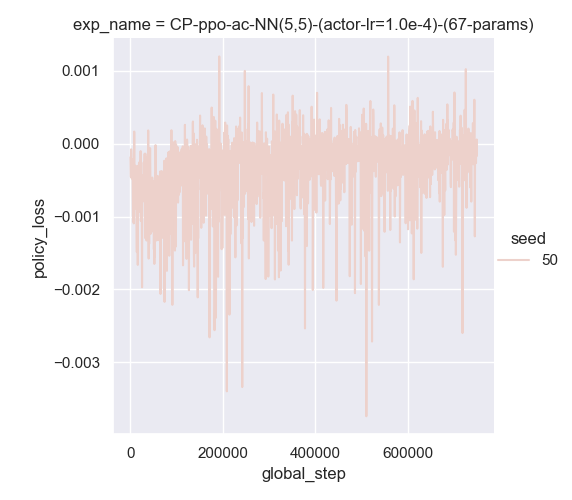 exp_name = CP-ppo-ac-NN(5,5)-(actor-lr=1.0e-4)-(67-params)
0.001
0.000
−0.001
−0.002
−0.003
policy_loss
seed
50
0
200000
400000
600000
global_step